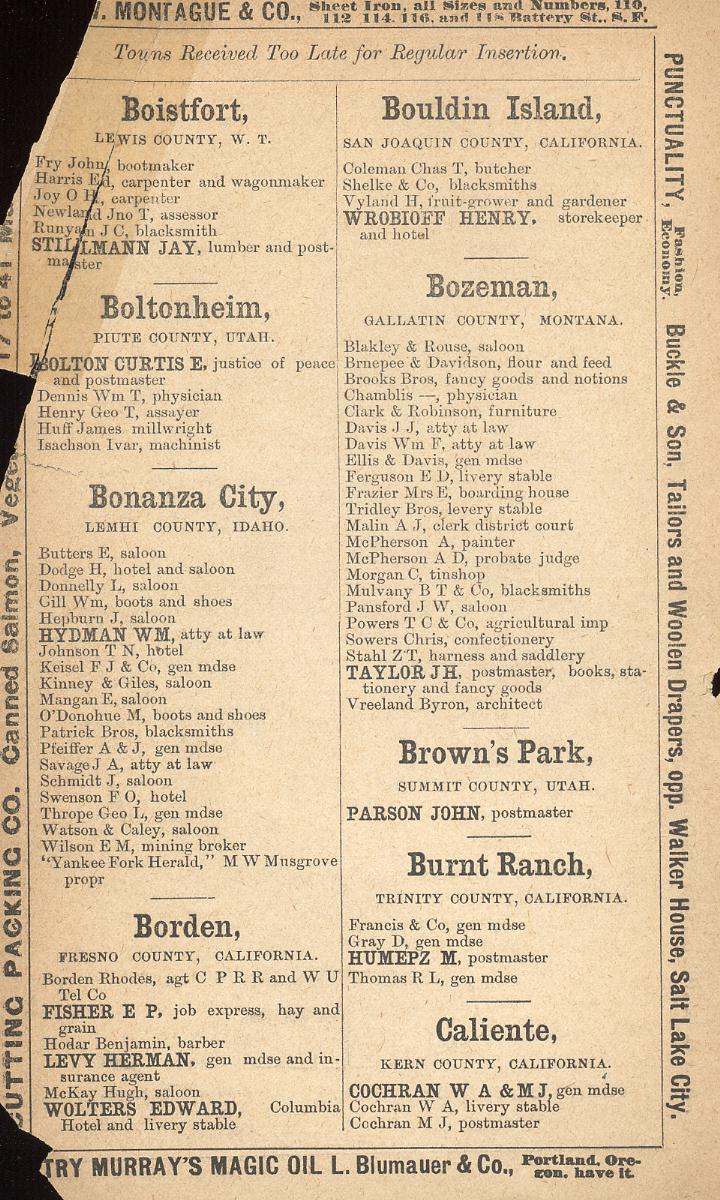 . MONTAGUE & CO., Sheet Iron, all Sizes and Numbers, 110,
112 114, 116, and 118 Battery St., S. F.
Towns Received Too Late for Regular Insertion.
Boistfort,
LEWIS COUNTY, W. T.
Fry John, bootmaker
Harris Ed, carpenter and wagonmaker
Joy O H, carpenter
Newland Jno T, assessor
Runyan J C, blacksmith
STILLMANN JAY, lumber and post-
master
Boltonheim,
PIUTE COUNTY, UTAH.
BOLTON CURTIS E, justice of peace
and postmaster
Dennis Wm T, physician
Henry Geo T, assayer
Huff James millwright
Isachson Ivar, machinist
Bonanza City,
LEMHI COUNTY, IDAHO.
Butters E, saloon
Dodge H, hotel and saloon
Donnelly L, saloon
Gill Wm, boots and shoes
Hepburn J, saloon
HYDMAN WM, atty at law
Johnson T N, hotel
Keisel F J & Co, gen mdse
Kinney & Giles, saloon
Mangan E, saloon
O'Donohue M, boots and shoes
Patrick Bros, blacksmiths
Pfeiffer A & J, gen mdse
Savage J A, atty at law
Schmidt J, saloon
Swenson F O, hotel
Thrope Geo L, gen mdse
Watson & Caley, saloon
Wilson E M, mining broker
"Yankee Fork Herald," M W Musgrove
propr
Borden,
FRESNO COUNTY, CALIFORNIA.
Borden Rhodes, agt C P R R and W U
Tel Co
FISHER E P, job express, hay and
grain
Hodar Benjamin, barber
LEVY HERMAN, gen mdse and in-
surance agent
McKay Hugh, saloon
WOLTERS EDWARD, Columbia
Hotel and livery stable
Bouldin Island,
SAN JOAQUIN COUNTY, CALIFORNIA.
Coleman Chas T, butcher
Shelke & Co, blacksmiths
Vyland H, fruit-grower and gardener
WROBIOFF HENRY, storekeeper
and hotel
Bozeman,
GALLATIN COUNTY, MONTANA.
Blakley & Rouse, saloon
Brnepee & Davidson, flour and feed
Brooks Bros, fancy goods and notions
Chamblis —, physician
Clark & Robinson, furniture
Davis J J, atty at law
Davis Wm F, atty at law
Ellis & Davis, gen mdse
Ferguson E D, livery stable
Frazier Mrs E, boarding house
Tridley Bros, levery stable
Malin A J, clerk district court
McPherson A, painter
McPherson A D, probate judge
Morgan C, tinshop
Mulvany B T & Co, blacksmiths
Pansford J W, saloon
Powers T C & Co, agricultural imp
Sowers Chris, confectionery
Stahl Z T, harness and saddlery
TAYLOR J H, postmaster, books, sta-
tionery and fancy goods
Vreeland Byron, architect
Brown's Park,
SUMMIT COUNTY, UTAH.
PARSON JOHN, postmaster
Burnt Ranch,
TRINITY COUNTY, CALIFORNIA.
Francis & Co, gen mdse
Gray D, gen mdse
HUMEPZ M, postmaster
Thomas R L, gen mdse
Caliente,
KERN COUNTY, CALIFORNIA.
COCHRAN W A & M J, gen mdse
Cochran W A, livery stable
Cochran M J, postmaster
PUNCTUALITY, Fashion, Economy. Buckle & Son, Tailors and Woolen Drapers, opp. Walker House, Salt Lake City.
CUTTING PACKING CO. Canned Salmon, 17 to 41
TRY MURRAY'S MAGIC OIL L. Blumauer & Co., Portland, Ore-
gon, have it.